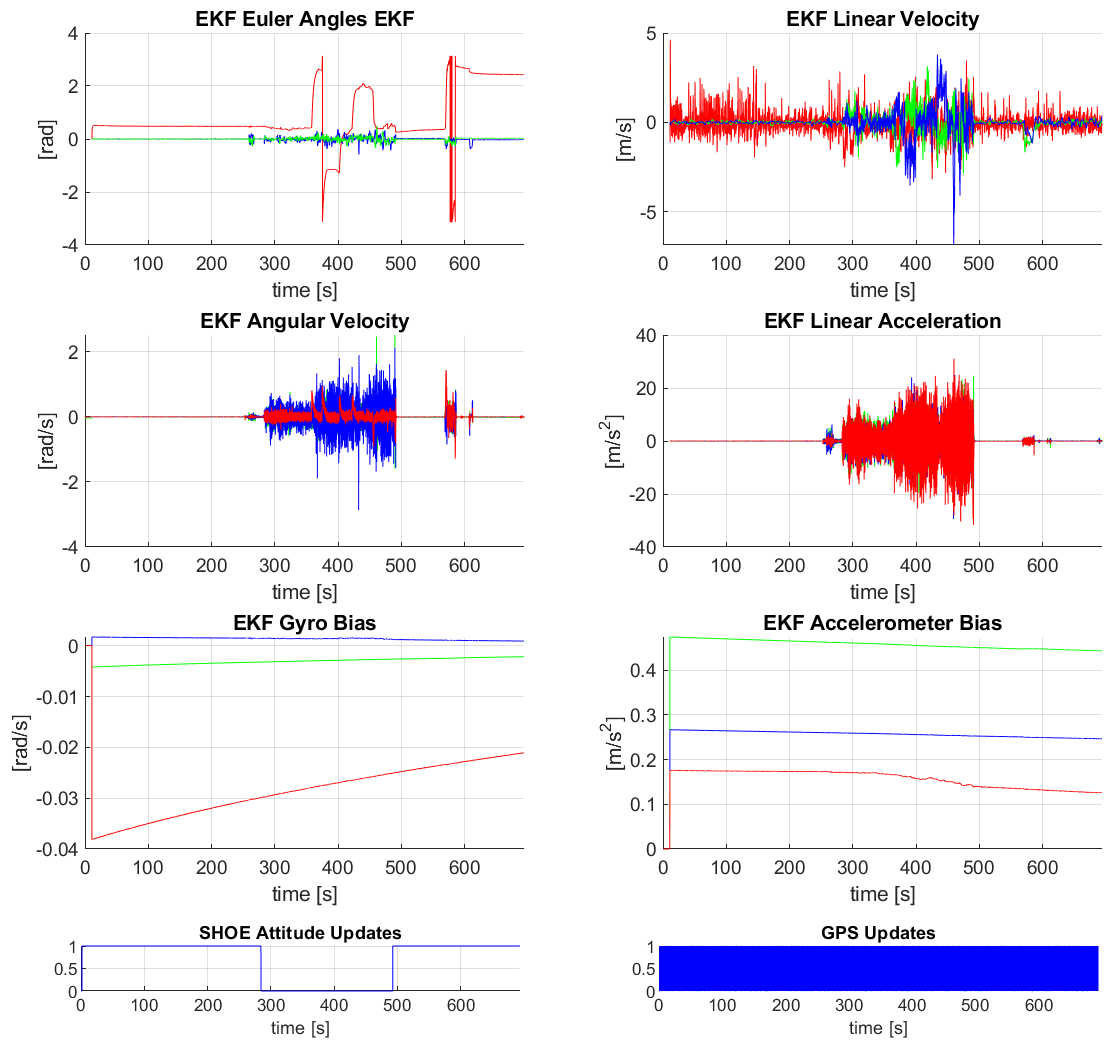 EKF Euler Angles EKF
4
2
0
-2
-4
[rad]
0 100 200 300 400 500 600
time [s]
EKF Linear Velocity
5
0
-5
[m/s]
0 100 200 300 400 500 600
time [s]
EKF Angular Velocity
2
0
-2
-4
[rad/s]
0 100 200 300 400 500 600
time [s]
EKF Linear Acceleration
40
20
0
-20
-40
[m/s²]
0 100 200 300 400 500 600
time [s]
EKF Gyro Bias
0
-0.01
-0.02
-0.03
-0.04
[rad/s]
0 100 200 300 400 500 600
time [s]
EKF Accelerometer Bias
0.4
0.3
0.2
0.1
0
[m/s²]
0 100 200 300 400 500 600
time [s]
SHOE Attitude Updates
1
0.5
0
0 100 200 300 400 500 600
time [s]
GPS Updates
1
0.5
0
0 100 200 300 400 500 600
time [s]